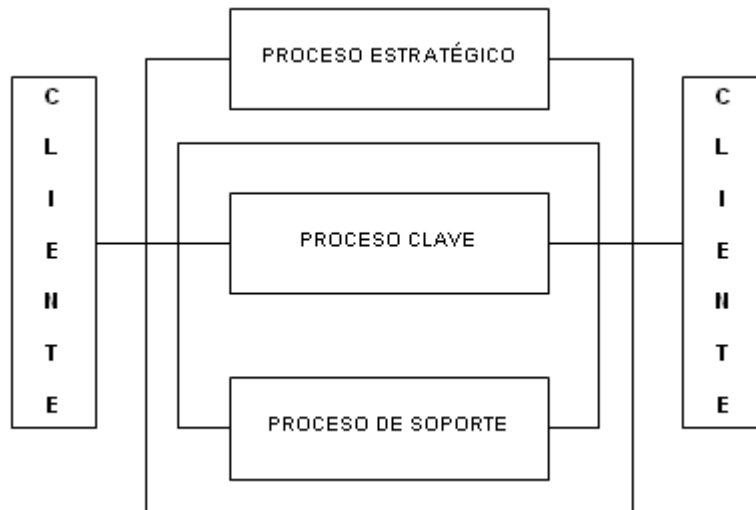 PROCESO ESTRATÉGICO
CLIENTE
PROCESO CLAVE
CLIENTE
PROCESO DE SOPORTE